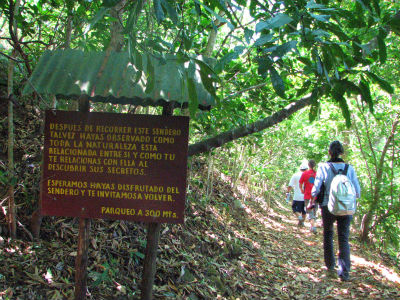 DESPUES DE RECORRER ESTE SENDERO
TALVEZ HAYAS OBSERVADO COMO
TODA LA NATURALEZA ESTA
RELACIONADA ENTRE SI Y COMO TU
TE RELACIONAS CON ELLA AL
DESCUBRIR SUS SECRETOS.
ESPERAMOS HAYAS DISFRUTADO DEL
SENDERO Y TE INVITAMOS A VOLVER.
PARQUEO A 300 MTS.